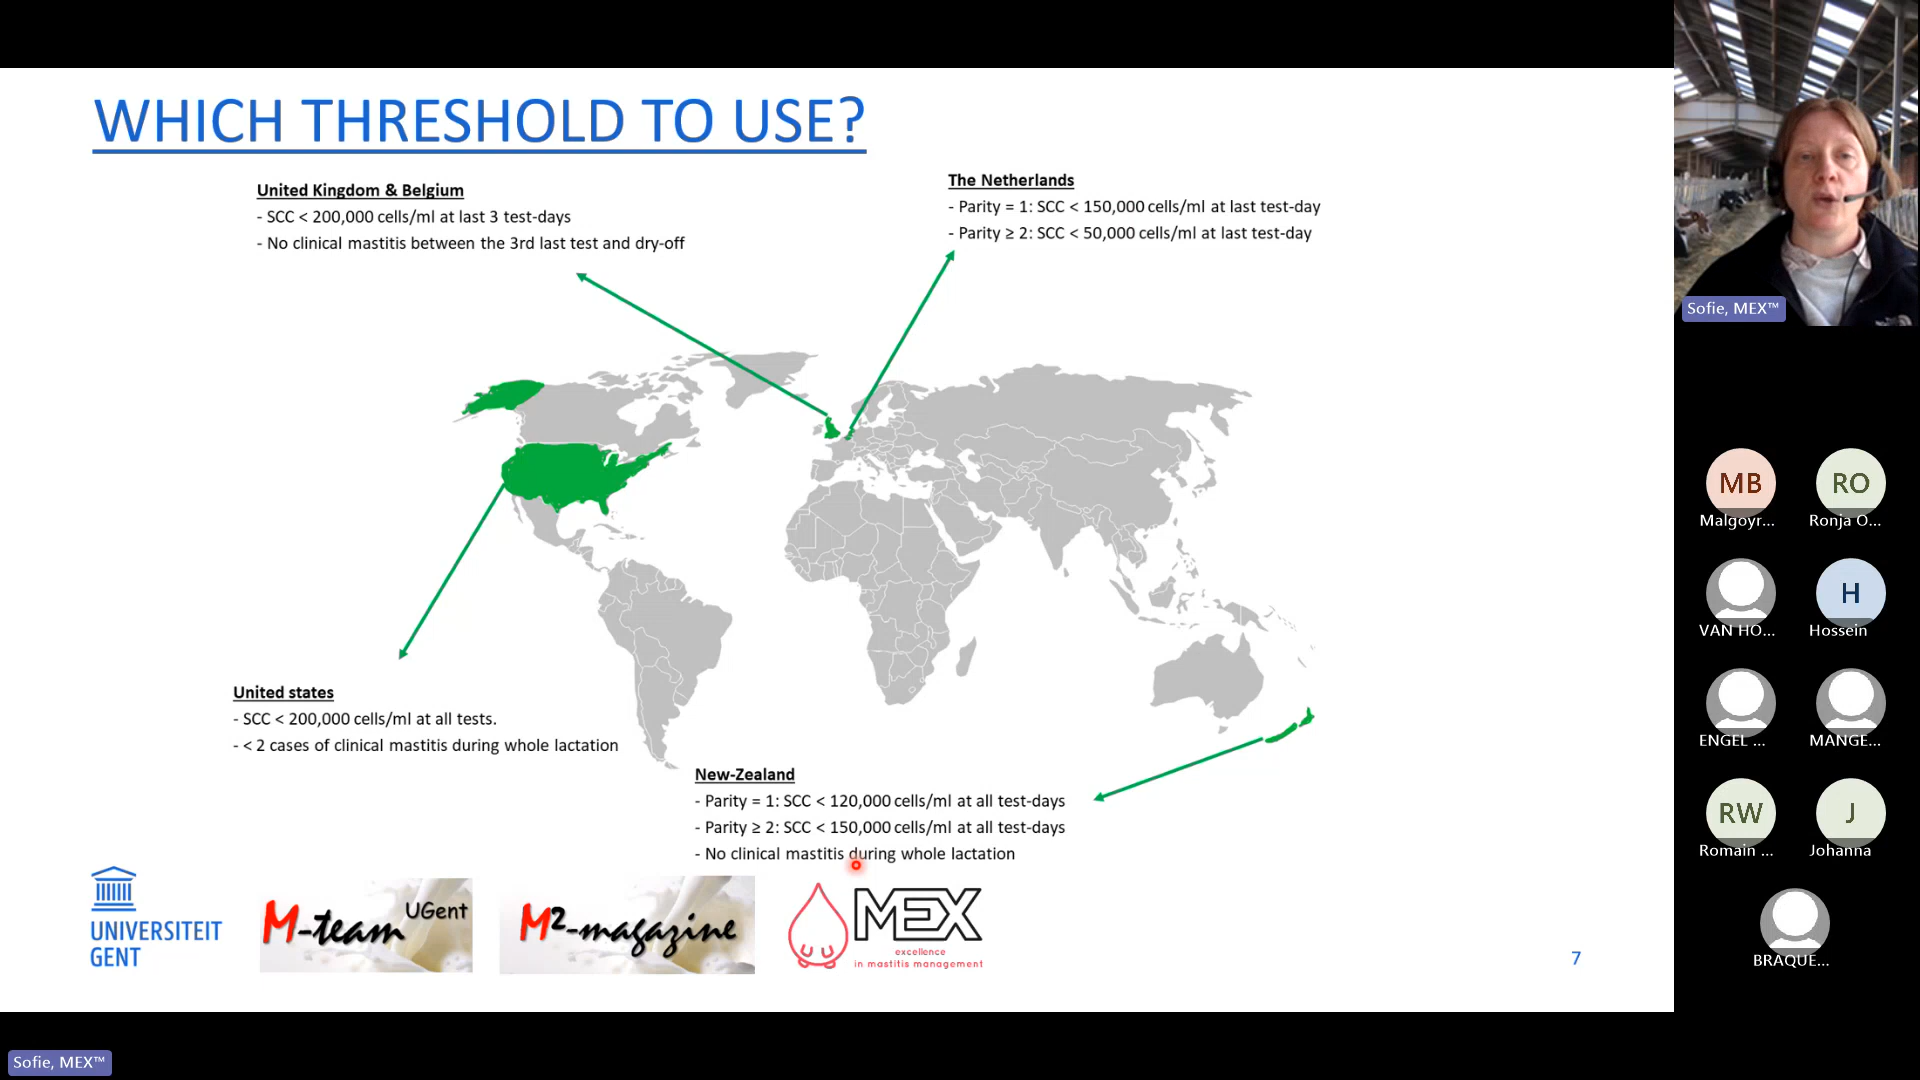 WHICH THRESHOLD TO USE?
United Kingdom & Belgium
- SCC < 200,000 cells/ml at last 3 test-days
- No clinical mastitis between the 3rd last test and dry-off
The Netherlands
- Parity = 1: SCC < 150,000 cells/ml at last test-day
- Parity ≥ 2: SCC < 50,000 cells/ml at last test-day
United states
- SCC < 200,000 cells/ml at all tests.
- < 2 cases of clinical mastitis during whole lactation
New-Zealand
- Parity = 1: SCC < 120,000 cells/ml at all test-days
- Parity ≥ 2: SCC < 150,000 cells/ml at all test-days
- No clinical mastitis during whole lactation
UNIVERSITEIT
GENT
M-team UGent
M²-magazine
MEX
excellence
in mastitis management
7
Sofie, MEX™
MB
Malgoyr...
RO
Ronja O...
VAN HO...
H
Hossein
ENGEL ...
MANGE...
RW
Romain ...
J
Johanna
BRAQUE...
Sofie, MEX™